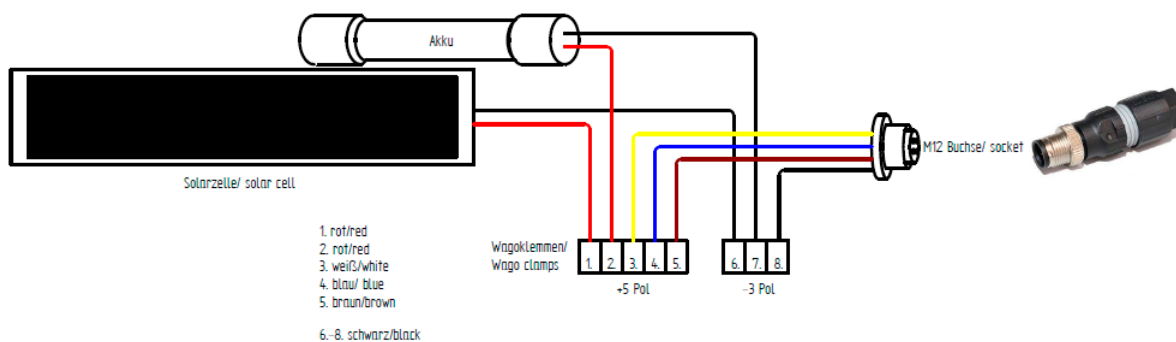 Akku
M12 Buchse/ socket
Solarzelle/ solar cell
1. rot/red
2. rot/red
3. weiß/white
4. blau/ blue
5. braun/brown
6.-8. schwarz/black
Wagoklemmen/
Wago clamps
1. 2. 3. 4. 5.
6. 7. 8.
+5 Pol
-3 Pol